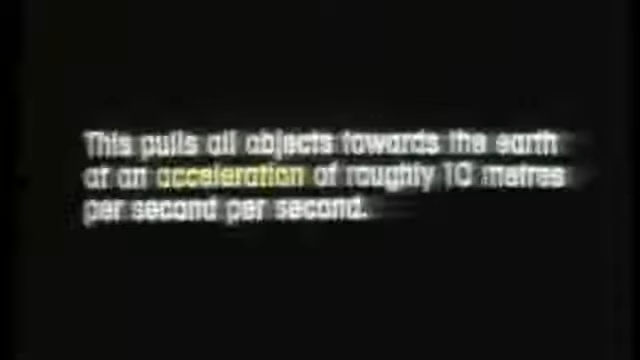 This pulls all objects towards the earth
at an acceleration of roughly 10 metres
per second per second.